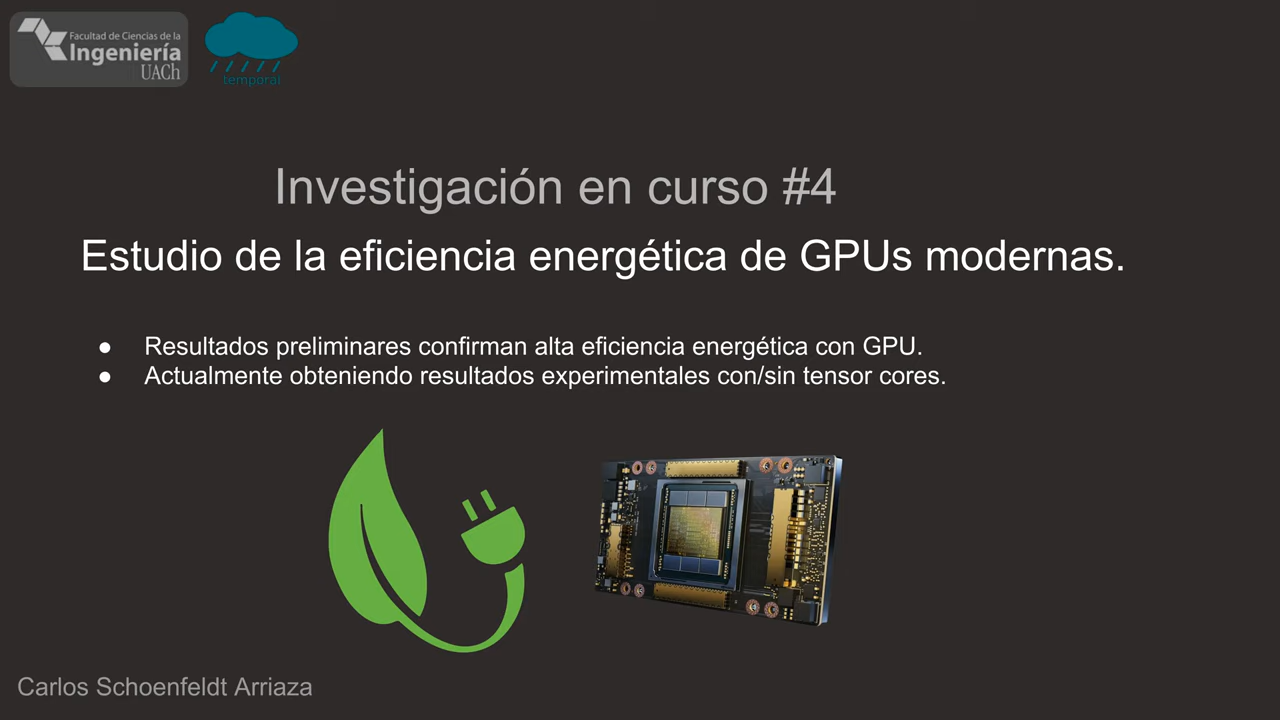 Facultad de Ciencias de la
Ingeniería
UACh
temporal
Investigación en curso #4
Estudio de la eficiencia energética de GPUs modernas.
● Resultados preliminares confirman alta eficiencia energética con GPU.
● Actualmente obteniendo resultados experimentales con/sin tensor cores.
Carlos Schoenfeldt Arriaza